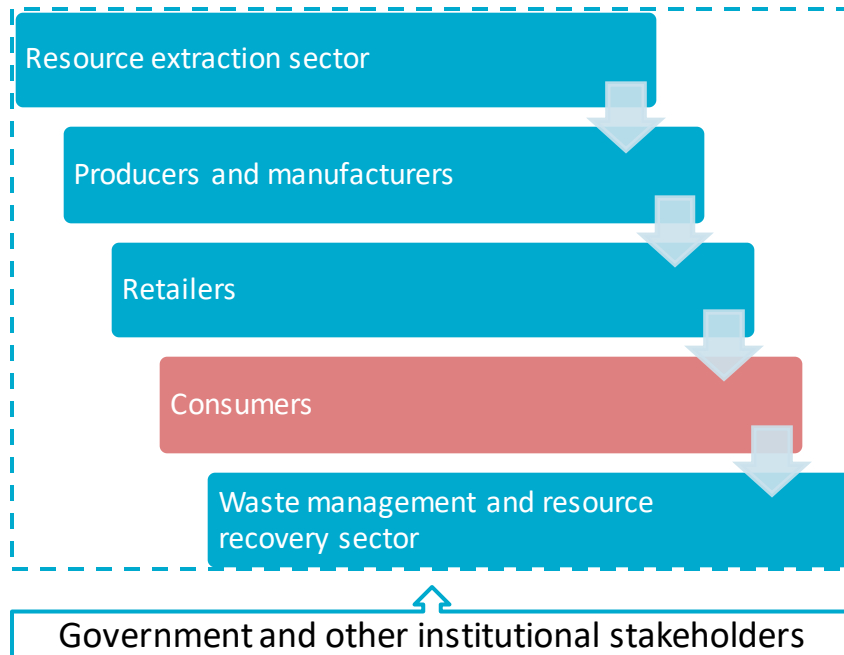 Resource extraction sector
Producers and manufacturers
Retailers
Consumers
Waste management and resource
recovery sector
Government and other institutional stakeholders